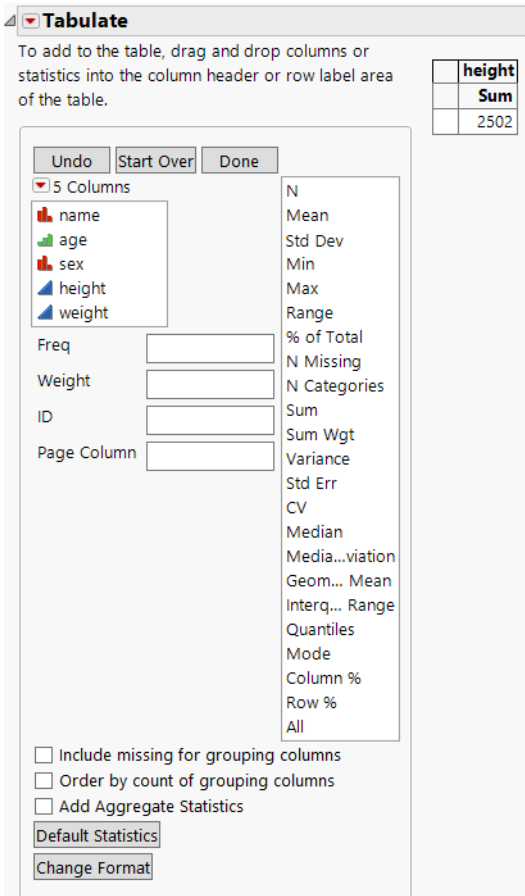 Tabulate
To add to the table, drag and drop columns or
statistics into the column header or row label area
of the table.
height
Sum
2502
Undo Start Over Done
5 Columns
name
age
sex
height
weight
Freq
Weight
ID
Page Column
N
Mean
Std Dev
Min
Max
Range
% of Total
N Missing
N Categories
Sum
Sum Wgt
Variance
Std Err
CV
Median
Media...viation
Geom... Mean
Interq... Range
Quantiles
Mode
Column %
Row %
All
Include missing for grouping columns
Order by count of grouping columns
Add Aggregate Statistics
Default Statistics
Change Format